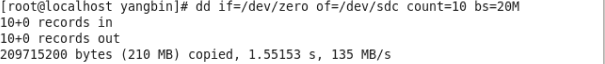 [root@localhost yangbin]# dd if=/dev/zero of=/dev/sdc count=10 bs=20M
10+0 records in
10+0 records out
209715200 bytes (210 MB) copied, 1.55153 s, 135 MB/s